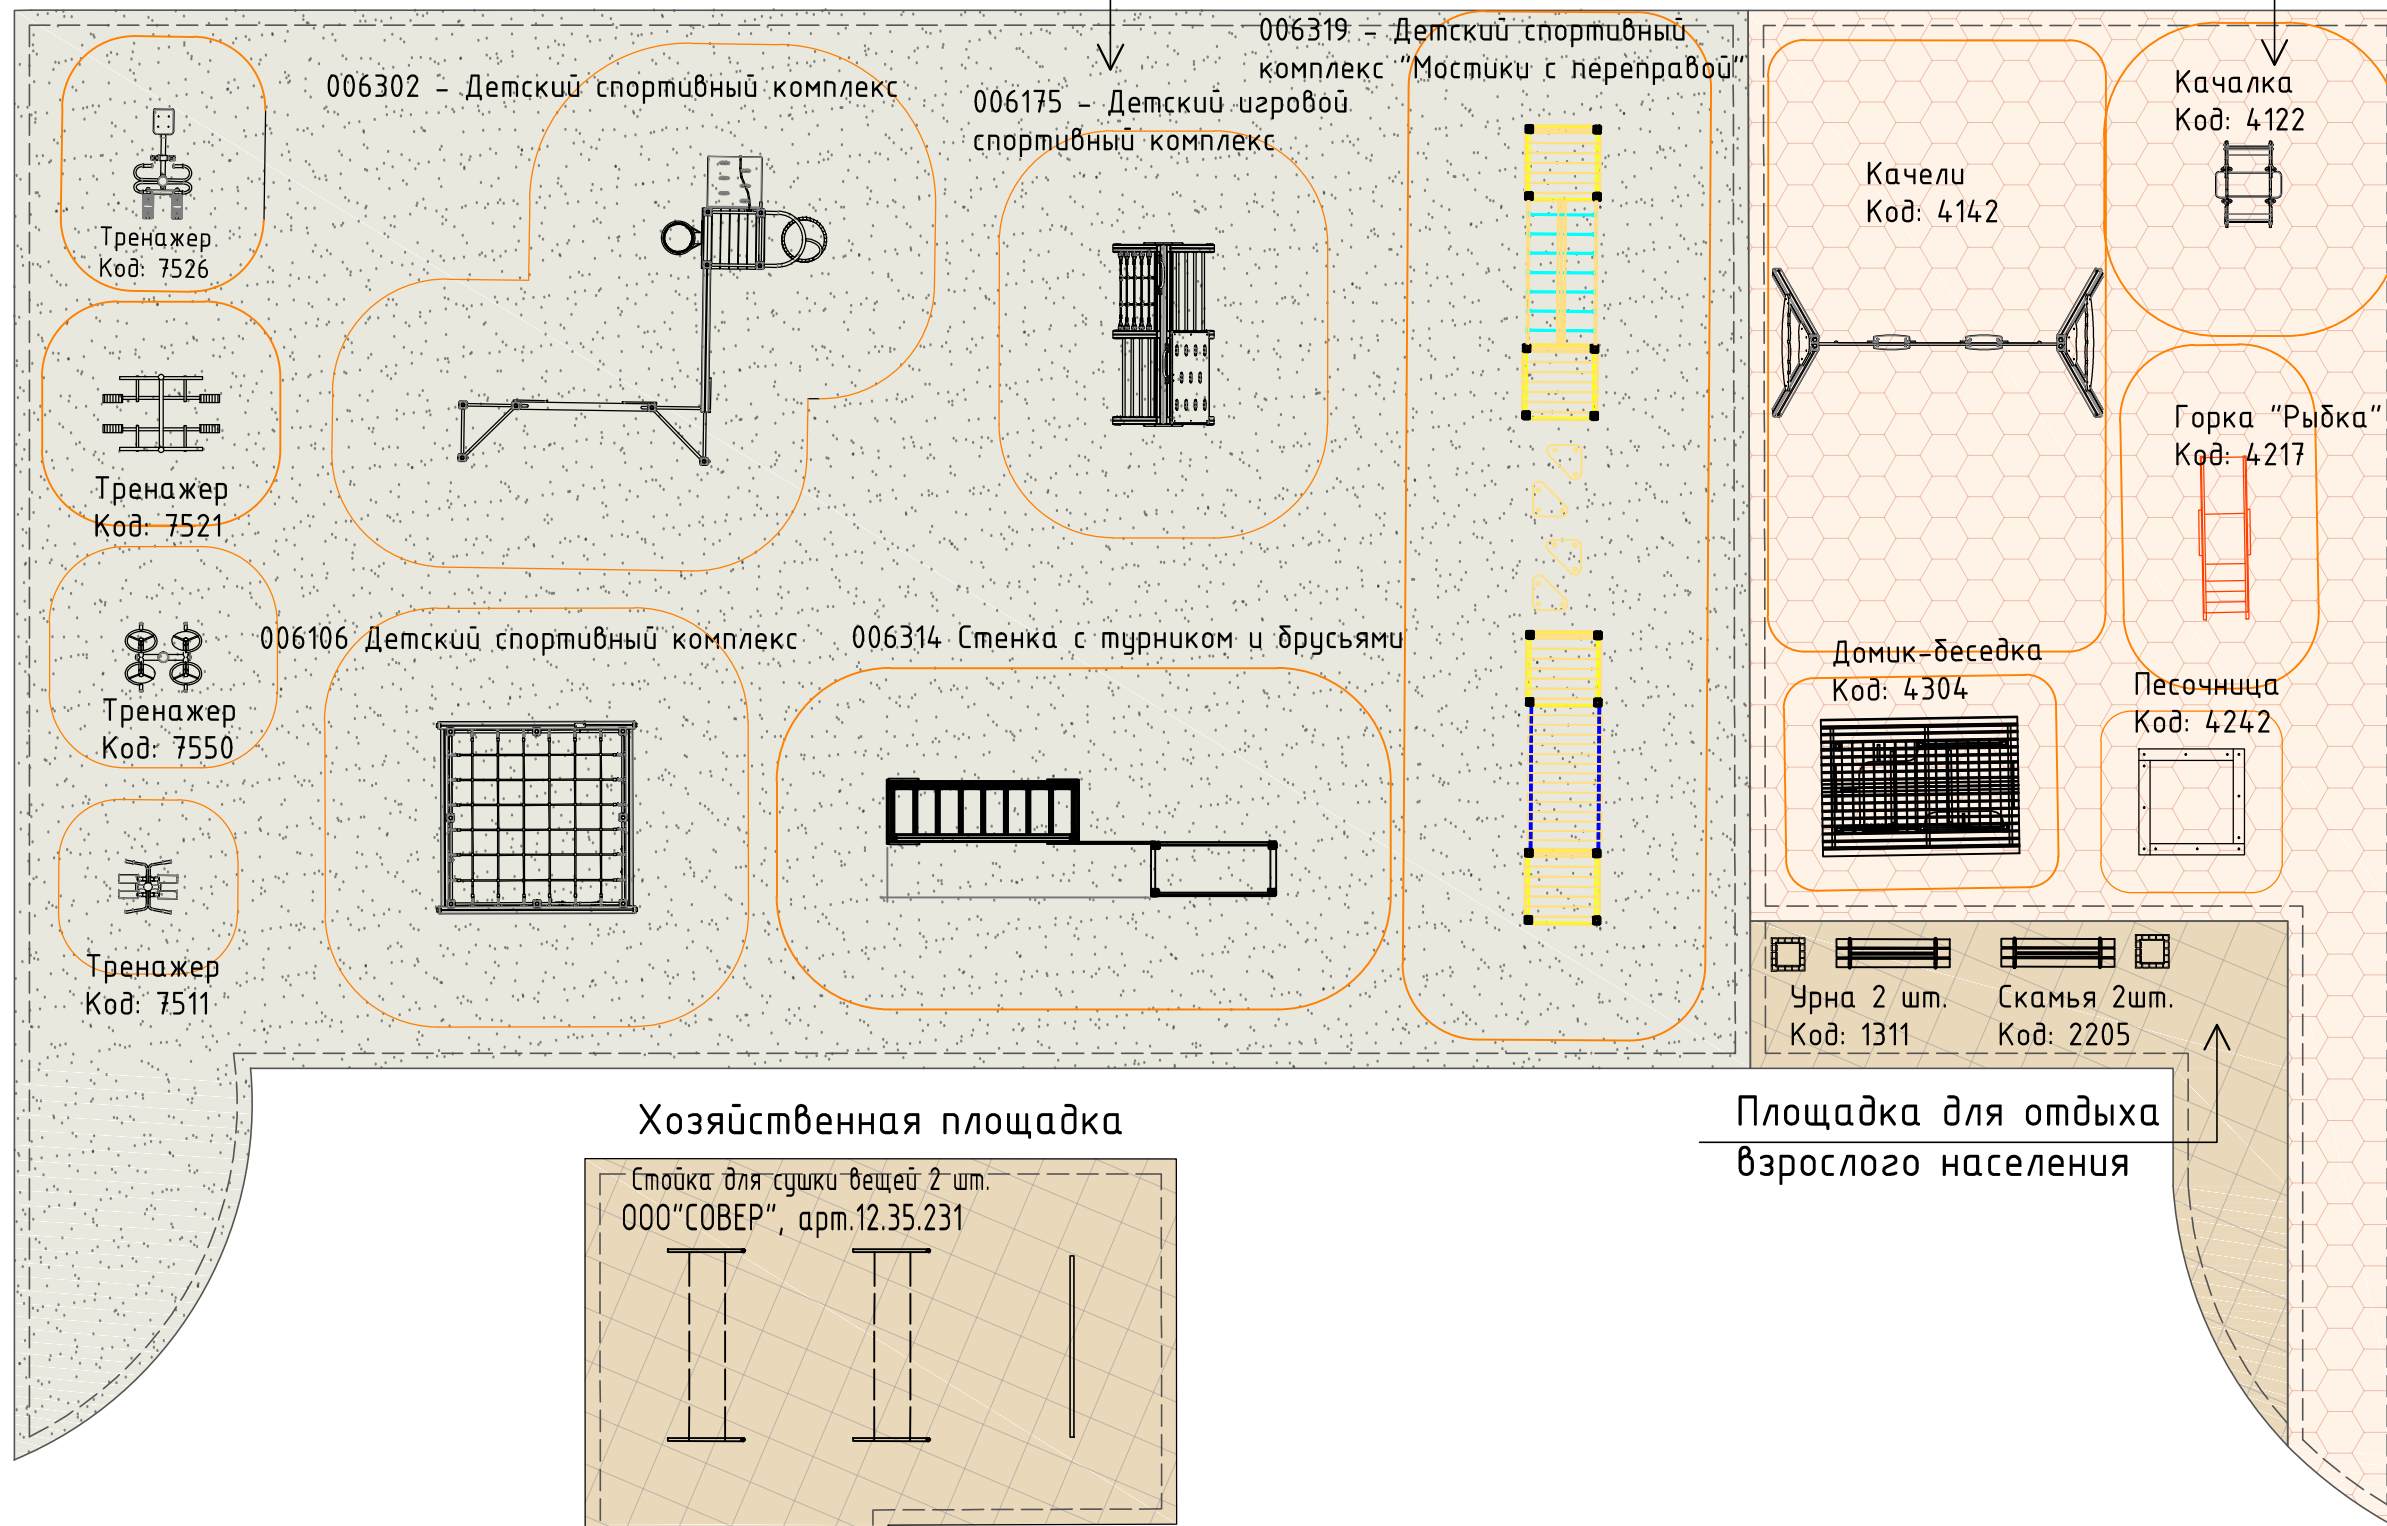 006319 - Детский спортивный
комплекс "Мостики с переправой"
006302 - Детский спортивный комплекс
006175 - Детский игровой
спортивный комплекс
Качалка
Код: 4122
Качели
Код: 4142
Тренажер
Код: 7526
Горка "Рыбка"
Код: 4217
Тренажер
Код: 7521
006106 Детский спортивный комплекс
006314 Стенка с турником и брусьями
Домик-беседка
Код: 4304
Песочница
Код: 4242
Тренажер
Код: 7550
Тренажер
Код: 7511
Урна 2 шт.
Код: 1311
Скамья 2шт.
Код: 2205
Хозяйственная площадка
Площадка для отдыха
взрослого населения
Стойка для сушки вещей 2 шт.
ООО"СОВЕР", арт.12.35.231